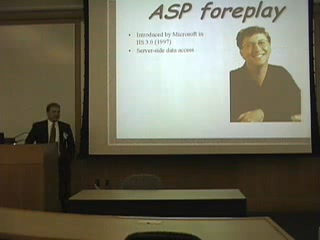 ASP foreplay
• Introduced by Microsoft in
IIS 3.0 (1997)
• Server-side data access